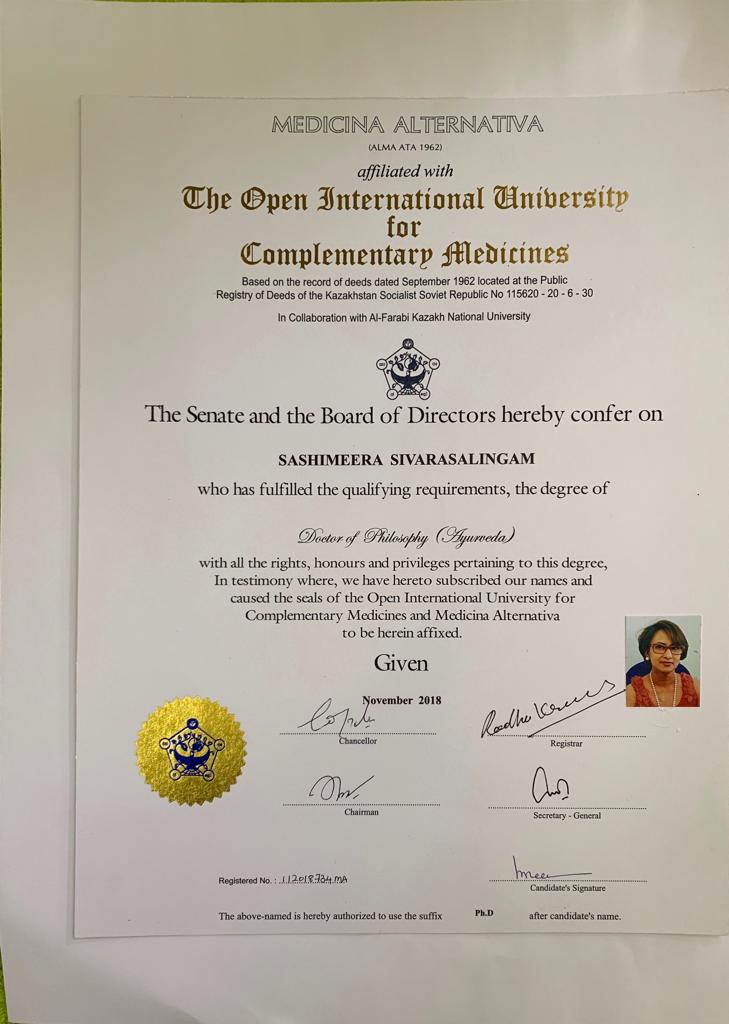 MEDICINA ALTERNATIVA
(ALMA ATA 1962)
affiliated with
The Open International University
for
Complementary Medicines
Based on the record of deeds dated September 1962 located at the Public
Registry of Deeds of the Kazakhstan Socialist Soviet Republic No 115620 - 20 - 6 - 30
In Collaboration with Al-Farabi Kazakh National University
The Senate and the Board of Directors hereby confer on
SASHIMEERA SIVARASALINGAM
who has fulfilled the qualifying requirements, the degree of
Doctor of Philosophy (Ayurveda)
with all the rights, honours and privileges pertaining to this degree,
In testimony where, we have hereto subscribed our names and
caused the seals of the Open International University for
Complementary Medicines and Medicina Alternativa
to be herein affixed.
Given
November 2018
Chancellor
Registrar
Chairman
Secretary - General
Registered No. : 112018734MA
Candidate's Signature
The above-named is hereby authorized to use the suffix Ph.D after candidate's name.